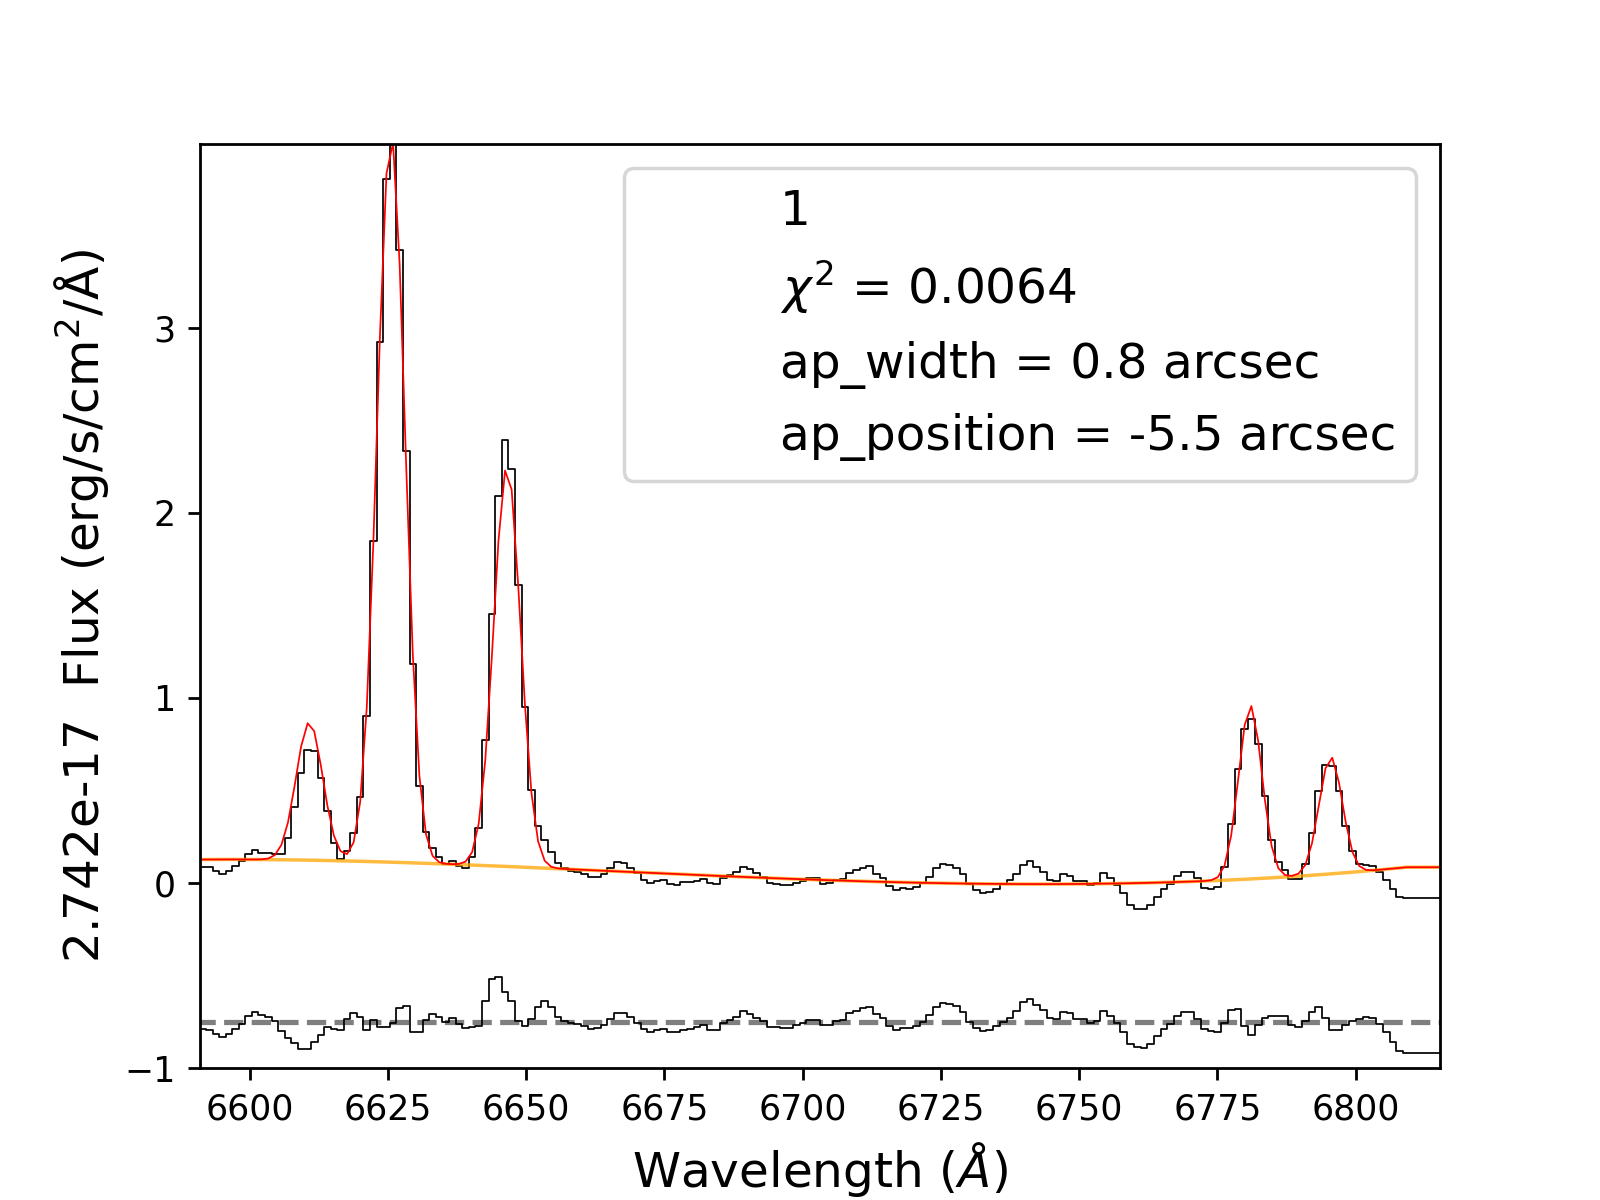 1
χ² = 0.0064
ap_width = 0.8 arcsec
ap_position = -5.5 arcsec
2.742e-17 Flux (erg/s/cm²/Å)
3
2
1
0
−1
6600 6625 6650 6675 6700 6725 6750 6775 6800
Wavelength (Å)